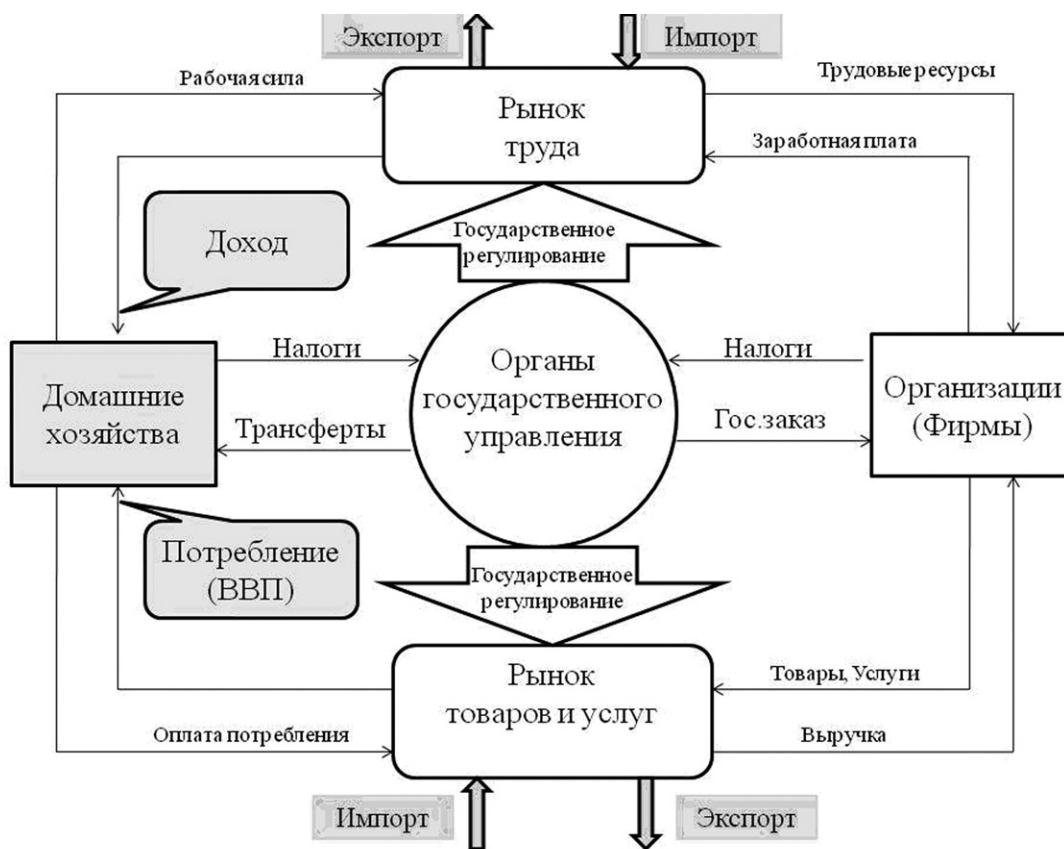 Экспорт
Импорт
Рабочая сила
Трудовые ресурсы
Рынок
труда
Заработная плата
Государственное
регулирование
Доход
Налоги
Налоги
Домашние
хозяйства
Органы
государственного
управления
Организации
(Фирмы)
Трансферты
Гос.заказ
Потребление
(ВВП)
Государственное
регулирование
Рынок
товаров и услуг
Товары, Услуги
Оплата потребления
Выручка
Импорт
Экспорт